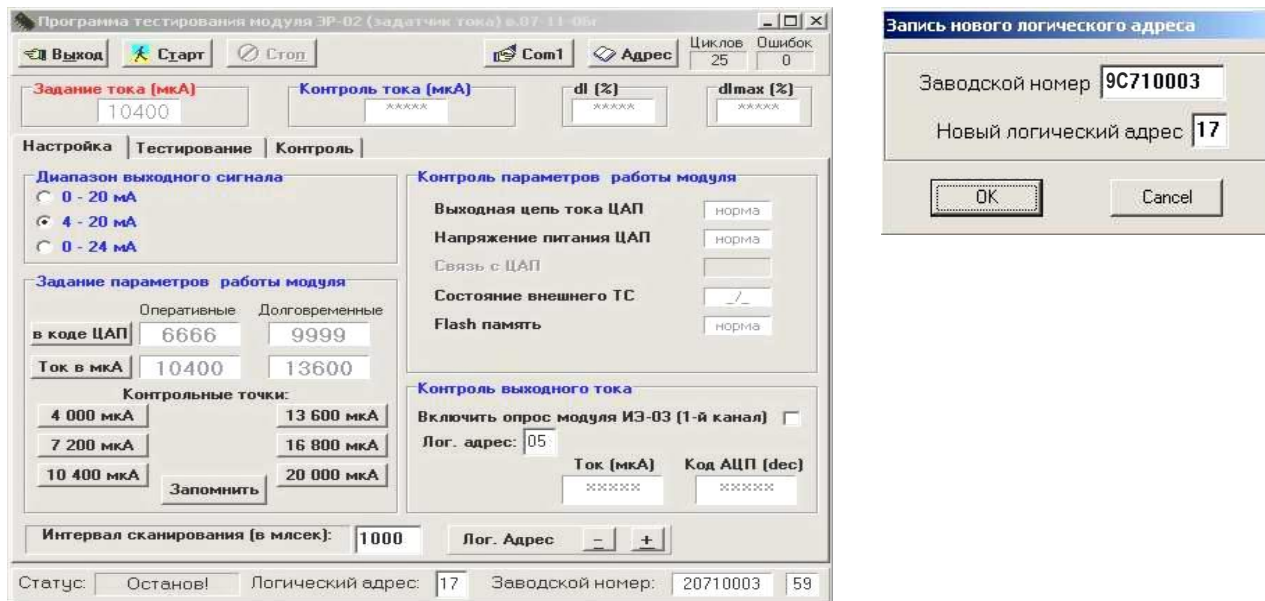 Программа тестирования модуля ЭР-02 (задатчик тока) в.07-11-06г
Выход Старт Стоп Com1 Адрес Циклов 25 Ошибок 0
Задание тока (мкА) Контроль тока (мкА) dI (%) dImax (%)
10400 ***** ***** *****
Настройка Тестирование Контроль
Диапазон выходного сигнала
0 - 20 мА
4 - 20 мА
0 - 24 мА
Задание параметров работы модуля
Оперативные Долговременные
в коде ЦАП 6666 9999
Ток в мкА 10400 13600
Контрольные точки:
4 000 мкА 13 600 мкА
7 200 мкА 16 800 мкА
10 400 мкА Запомнить 20 000 мкА
Контроль параметров работы модуля
Выходная цепь тока ЦАП норма
Напряжение питания ЦАП норма
Связь с ЦАП
Состояние внешнего ТС _/_
Flash память норма
Контроль выходного тока
Включить опрос модуля ИЭ-03 (1-й канал)
Лог. адрес: 05
Ток (мкА) Код АЦП (dec)
xxxxx xxxxx
Интервал сканирования (в млсек): 1000 Лог. Адрес - +
Статус: Останов! Логический адрес: 17 Заводской номер: 20710003 59
Запись нового логического адреса
Заводской номер 9C710003
Новый логический адрес 17
OK Cancel